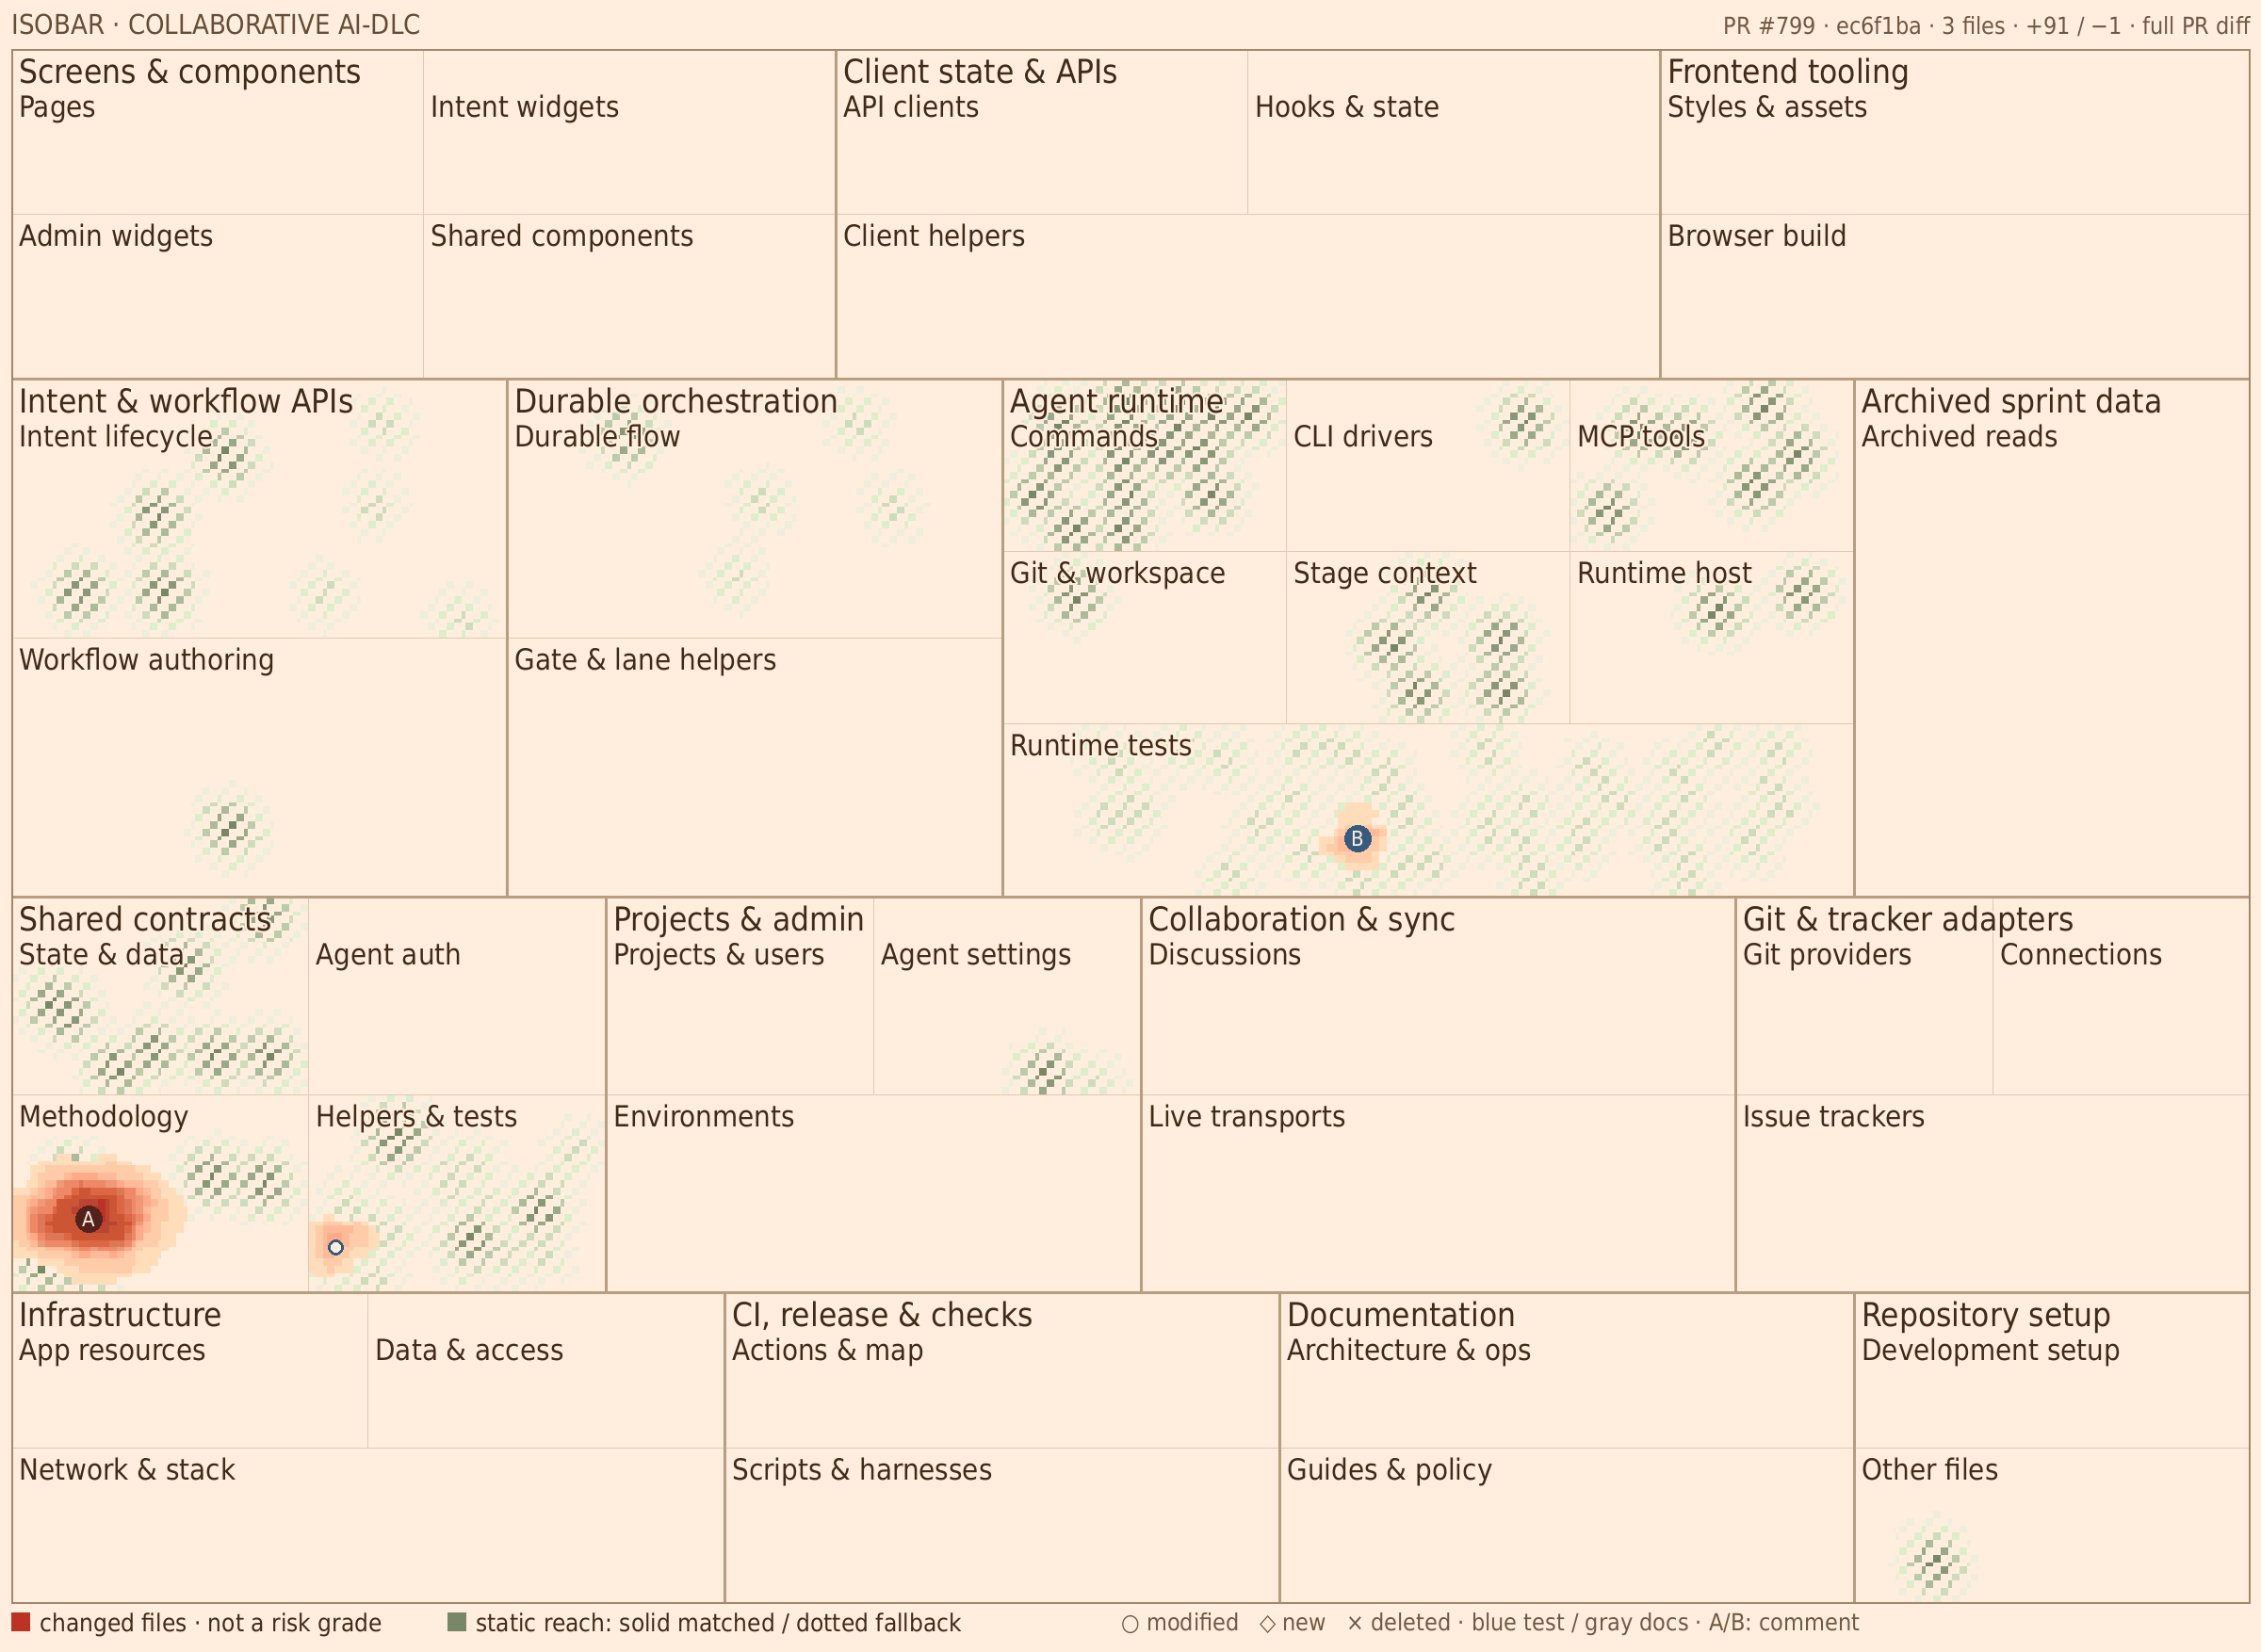 ISOBAR · COLLABORATIVE AI-DLC
PR #799 · ec6f1ba · 3 files · +91 / −1 · full PR diff
Screens & components
Pages
Intent widgets
Client state & APIs
API clients
Hooks & state
Frontend tooling
Styles & assets
Admin widgets
Shared components
Client helpers
Browser build
Intent & workflow APIs
Intent lifecycle
Durable orchestration
Durable flow
Agent runtime
Commands
CLI drivers
MCP tools
Archived sprint data
Archived reads
Git & workspace
Stage context
Runtime host
Workflow authoring
Gate & lane helpers
Runtime tests
B
Shared contracts
State & data
Agent auth
Projects & admin
Projects & users
Agent settings
Collaboration & sync
Discussions
Git & tracker adapters
Git providers
Connections
Methodology
A
Helpers & tests
Environments
Live transports
Issue trackers
Infrastructure
App resources
Data & access
CI, release & checks
Actions & map
Documentation
Architecture & ops
Repository setup
Development setup
Network & stack
Scripts & harnesses
Guides & policy
Other files
changed files · not a risk grade
static reach: solid matched / dotted fallback
○ modified ◇ new × deleted · blue test / gray docs · A/B: comment